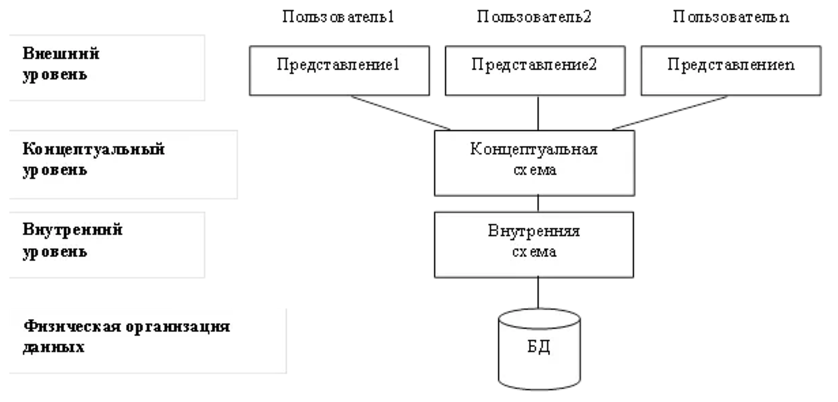 Пользователь1
Пользователь2
Пользовательn
Внешний
уровень
Представление1
Представление2
Представлениеn
Концептуальный
уровень
Концептуальная
схема
Внутренний
уровень
Внутренняя
схема
Физическая организация
данных
БД